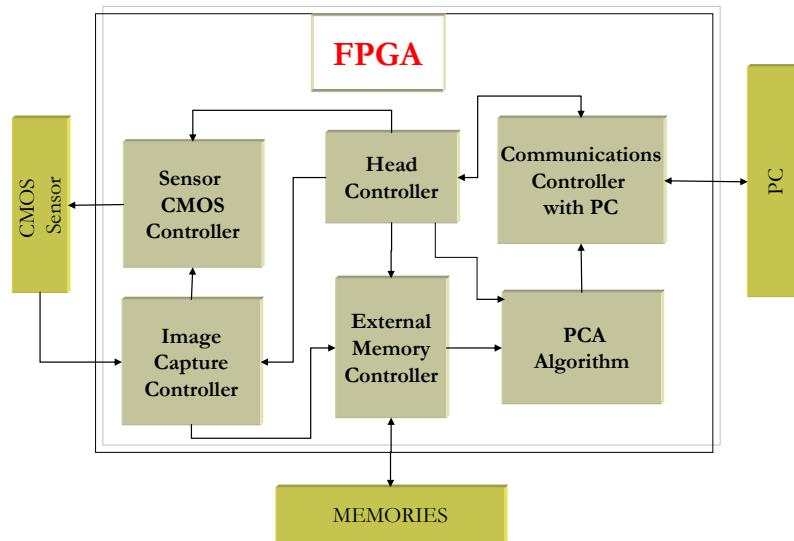 FPGA
CMOS
Sensor
Sensor
CMOS
Controller
Head
Controller
Communications
Controller
with PC
PC
Image
Capture
Controller
External
Memory
Controller
PCA
Algorithm
MEMORIES